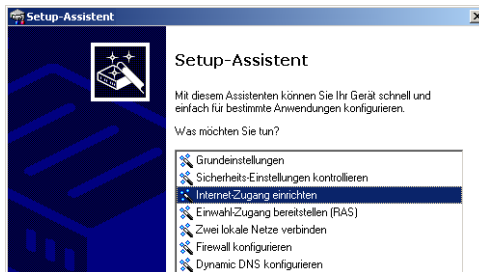 Setup-Assistent
Setup-Assistent
Mit diesem Assistenten können Sie Ihr Gerät schnell und
einfach für bestimmte Anwendungen konfigurieren.
Was möchten Sie tun?
Grundeinstellungen
Sicherheits-Einstellungen kontrollieren
Internet-Zugang einrichten
Einwahl-Zugang bereitstellen (RAS)
Zwei lokale Netze verbinden
Firewall konfigurieren
Dynamic DNS konfigurieren